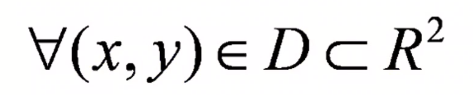 ∀(x, y) ∈ D ⊂ R²